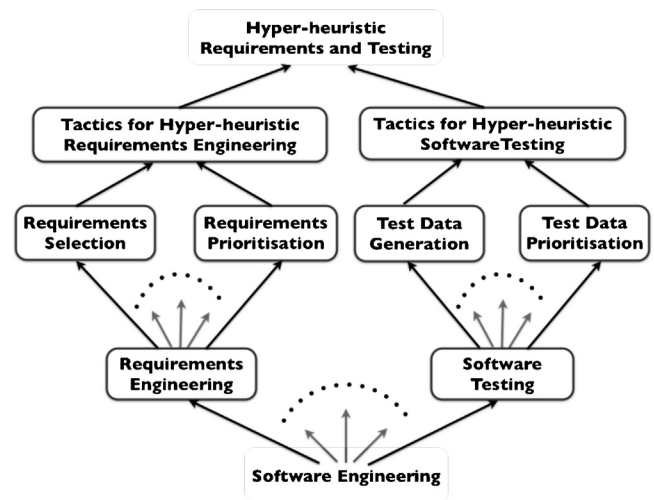 Hyper-heuristic
Requirements and Testing
Tactics for Hyper-heuristic
Requirements Engineering
Tactics for Hyper-heuristic
SoftwareTesting
Requirements
Selection
Requirements
Prioritisation
Test Data
Generation
Test Data
Prioritisation
Requirements
Engineering
Software
Testing
Software Engineering